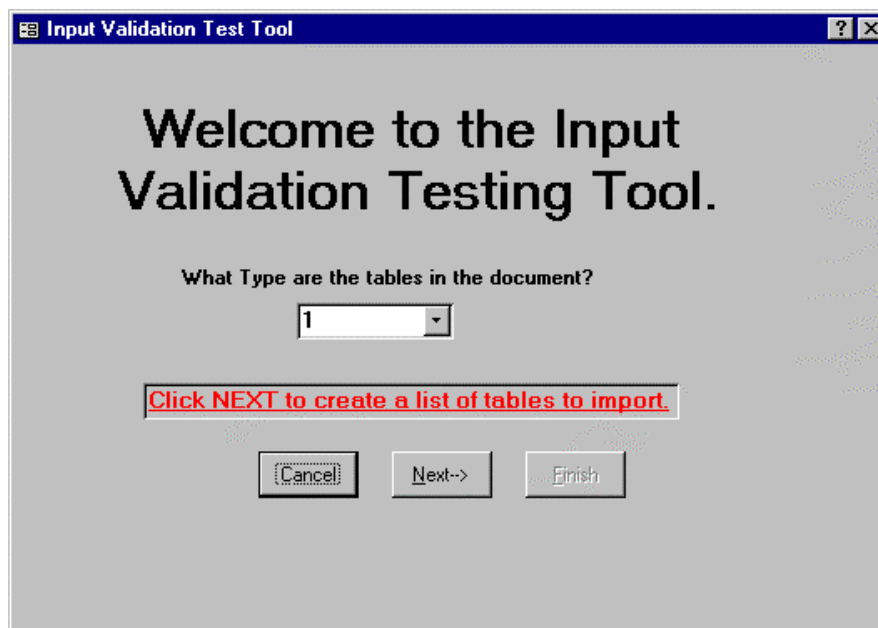 Input Validation Test Tool
Welcome to the Input
Validation Testing Tool.
What Type are the tables in the document?
1
Click NEXT to create a list of tables to import.
Cancel Next--> Finish